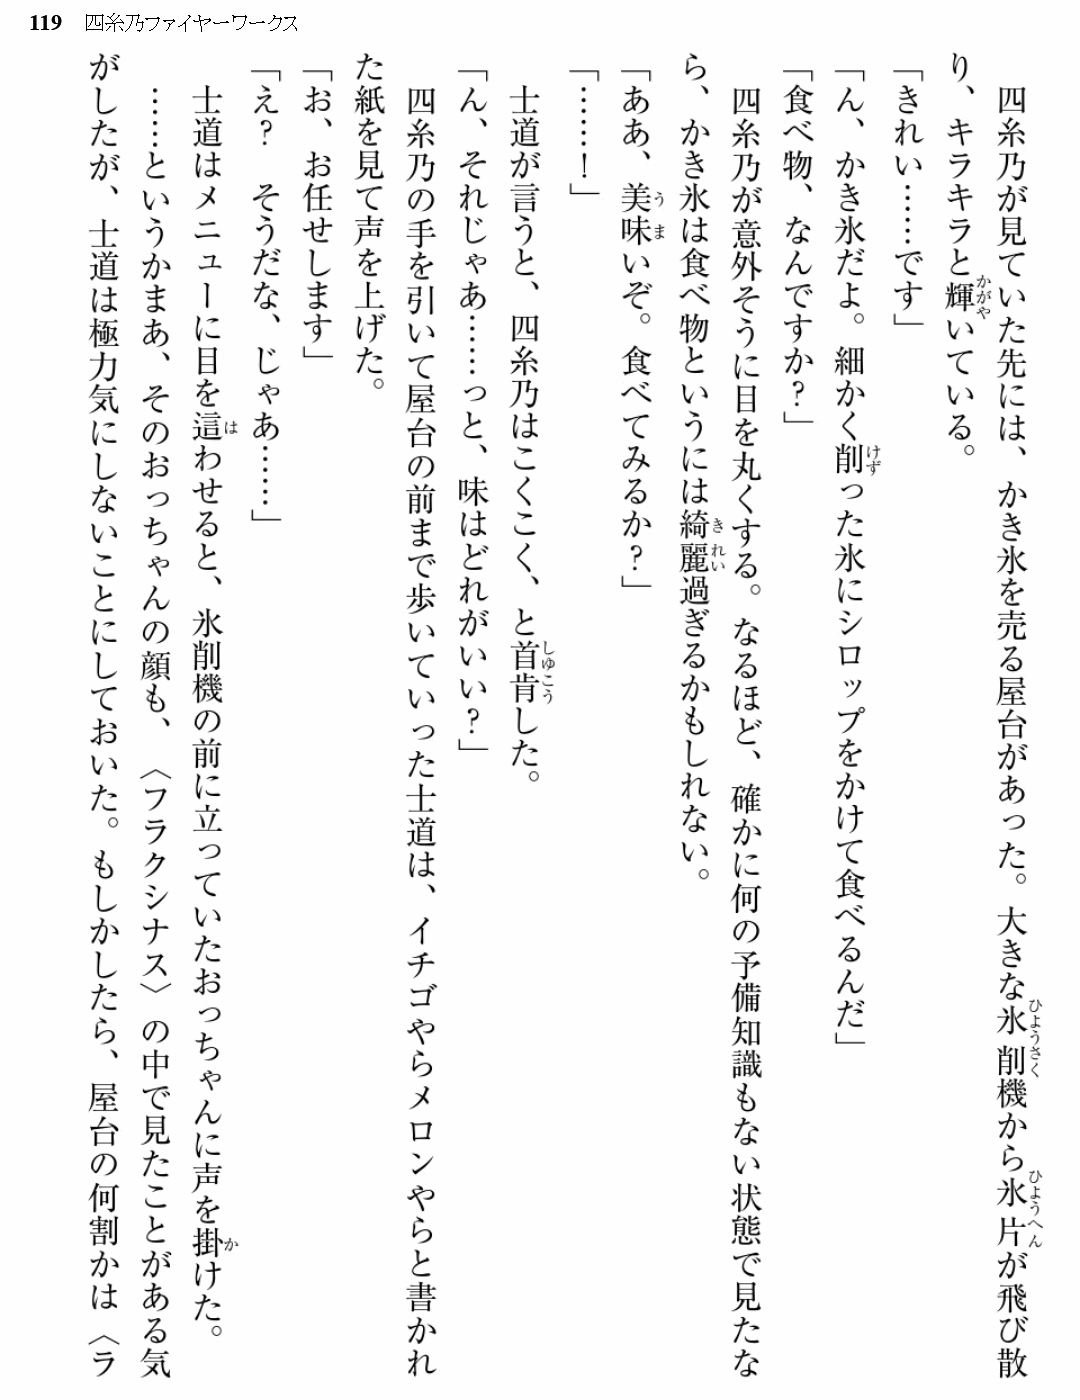 119 四糸乃ファイヤーワークス
四糸乃が見ていた先には、かき氷を売る屋台があった。大きな氷削機から氷片が飛び散
り、キラキラと輝いている。
「きれい……です」
「ん、かき氷だよ。細かく削った氷にシロップをかけて食べるんだ」
「食べ物、なんですか？」
四糸乃が意外そうに目を丸くする。なるほど、確かに何の予備知識もない状態で見たな
ら、かき氷は食べ物というには綺麗過ぎるかもしれない。
「ああ、美味いぞ。食べてみるか？」
「……！」
士道が言うと、四糸乃はこくこく、と首肯した。
「ん、それじゃあ……っと、味はどれがいい？」
四糸乃の手を引いて屋台の前まで歩いていった士道は、イチゴやらメロンやらと書かれ
た紙を見て声を上げた。
「お、お任せします」
「え？　そうだな、じゃあ……」
士道はメニューに目を這わせると、氷削機の前に立っていたおっちゃんに声を掛けた。
……というかまあ、そのおっちゃんの顔も、〈フラクシナス〉の中で見たことがある気
がしたが、士道は極力気にしないことにしておいた。もしかしたら、屋台の何割かは〈ラ